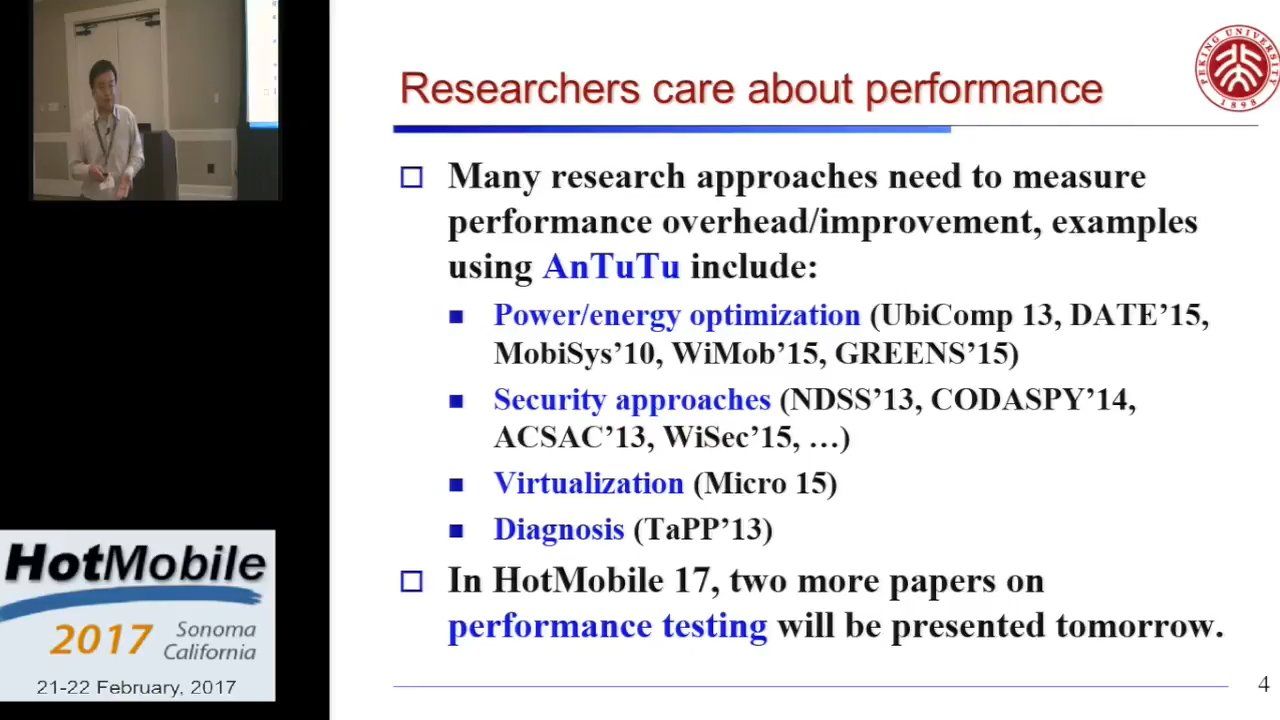 Researchers care about performance
PEKING UNIVERSITY
1898
Many research approaches need to measure
performance overhead/improvement, examples
using AnTuTu include:
Power/energy optimization (UbiComp 13, DATE’15,
MobiSys’10, WiMob’15, GREENS’15)
Security approaches (NDSS’13, CODASPY’14,
ACSAC’13, WiSec’15, …)
Virtualization (Micro 15)
Diagnosis (TaPP’13)
In HotMobile 17, two more papers on
performance testing will be presented tomorrow.
4
HotMobile
2017 Sonoma
California
21-22 February, 2017